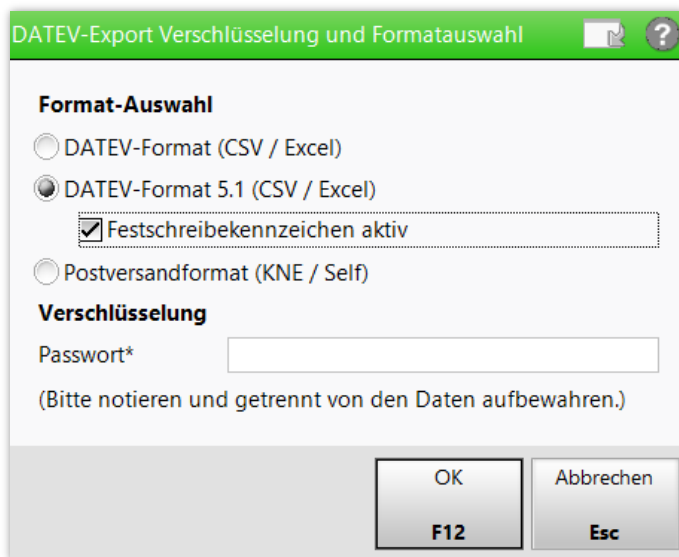 DATEV-Export Verschlüsselung und Formatauswahl
?
Format-Auswahl
DATEV-Format (CSV / Excel)
DATEV-Format 5.1 (CSV / Excel)
Festschreibekennzeichen aktiv
Postversandformat (KNE / Self)
Verschlüsselung
Passwort*
(Bitte notieren und getrennt von den Daten aufbewahren.)
OK Abbrechen
F12 Esc